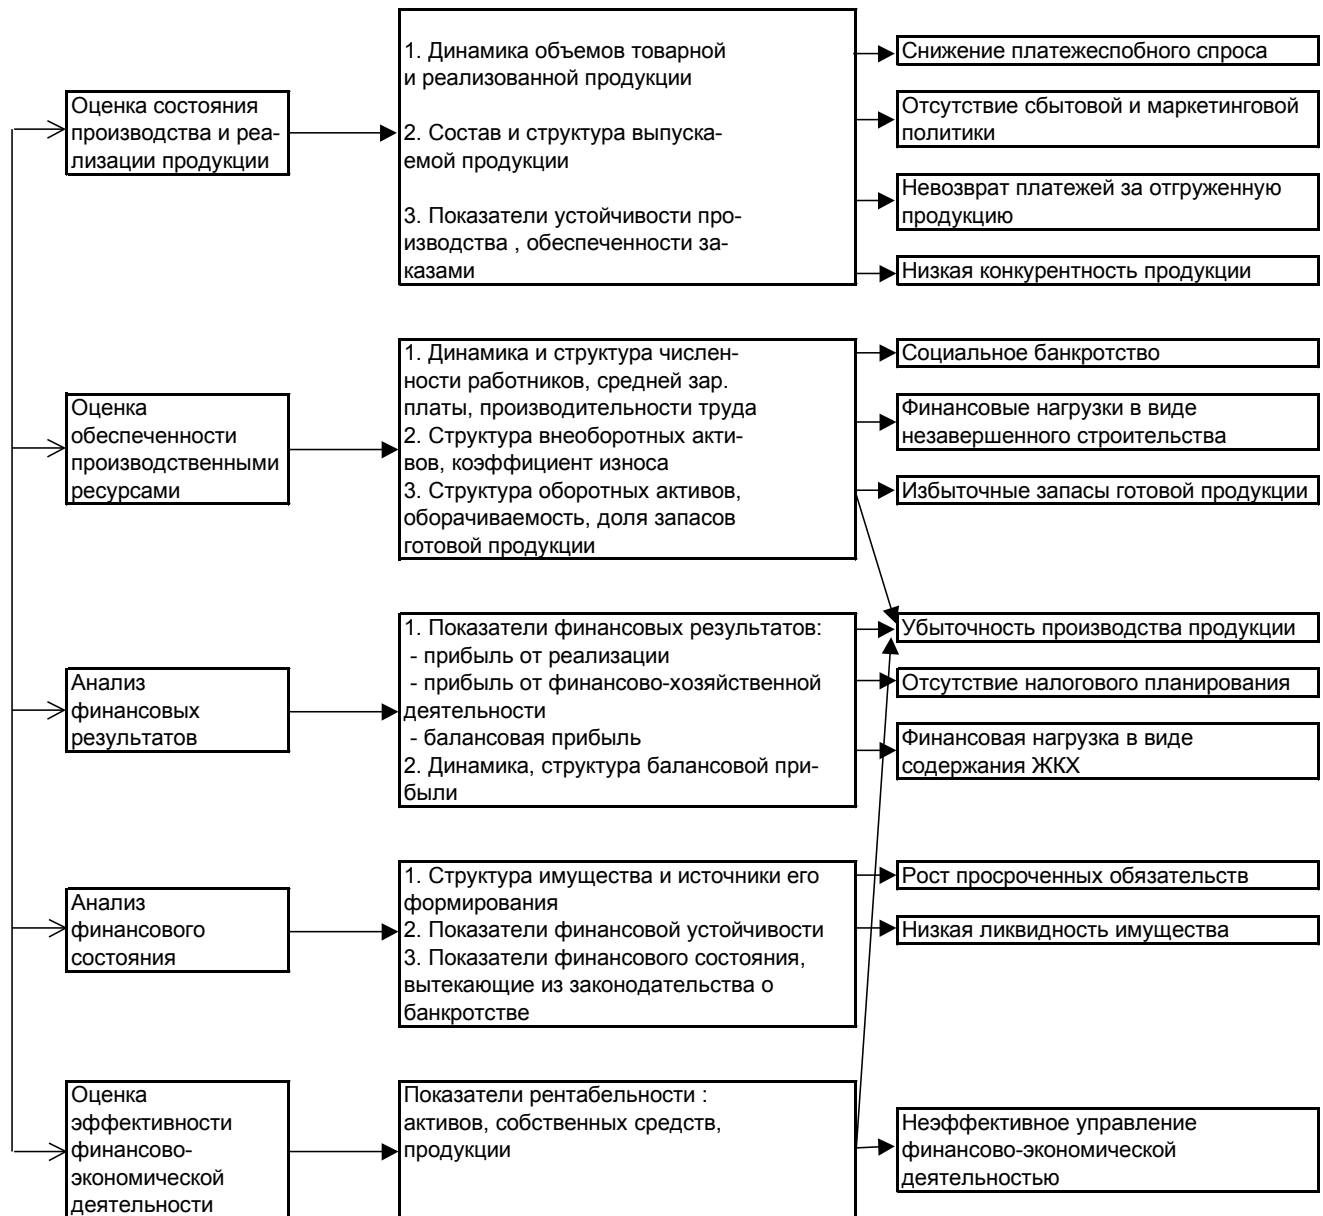 Оценка состояния
производства и реа-
лизации продукции
1. Динамика объемов товарной
и реализованной продукции
2. Состав и структура выпуска-
емой продукции
3. Показатели устойчивости про-
изводства , обеспеченности за-
казами
Снижение платежеспобного спроса
Отсутствие сбытовой и маркетинговой
политики
Невозврат платежей за отгруженную
продукцию
Низкая конкурентность продукции
Оценка
обеспеченности
производственными
ресурсами
1. Динамика и структура числен-
ности работников, средней зар.
платы, производительности труда
2. Структура внеоборотных акти-
вов, коэффициент износа
3. Структура оборотных активов,
оборачиваемость, доля запасов
готовой продукции
Социальное банкротство
Финансовые нагрузки в виде
незавершенного строительства
Избыточные запасы готовой продукции
Анализ
финансовых
результатов
1. Показатели финансовых результатов:
- прибыль от реализации
- прибыль от финансово-хозяйственной
деятельности
- балансовая прибыль
2. Динамика, структура балансовой при-
были
Убыточность производства продукции
Отсутствие налогового планирования
Финансовая нагрузка в виде
содержания ЖКХ
Анализ
финансового
состояния
1. Структура имущества и источники его
формирования
2. Показатели финансовой устойчивости
3. Показатели финансового состояния,
вытекающие из законодательства о
банкротстве
Рост просроченных обязательств
Низкая ликвидность имущества
Оценка
эффективности
финансово-
экономической
деятельности
Показатели рентабельности :
активов, собственных средств,
продукции
Неэффективное управление
финансово-экономической
деятельностью